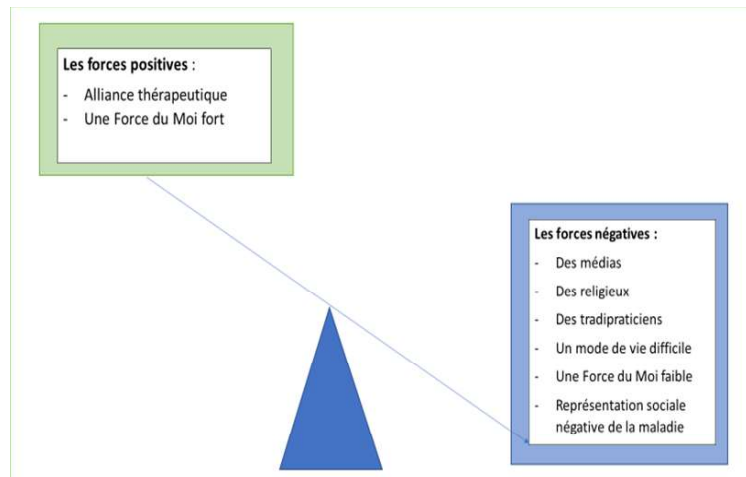 Les forces positives :
- Alliance thérapeutique
- Une Force du Moi fort
Les forces négatives :
- Des médias
- Des religieux
- Des tradipraticiens
- Un mode de vie difficile
- Une Force du Moi faible
- Représentation sociale
négative de la maladie